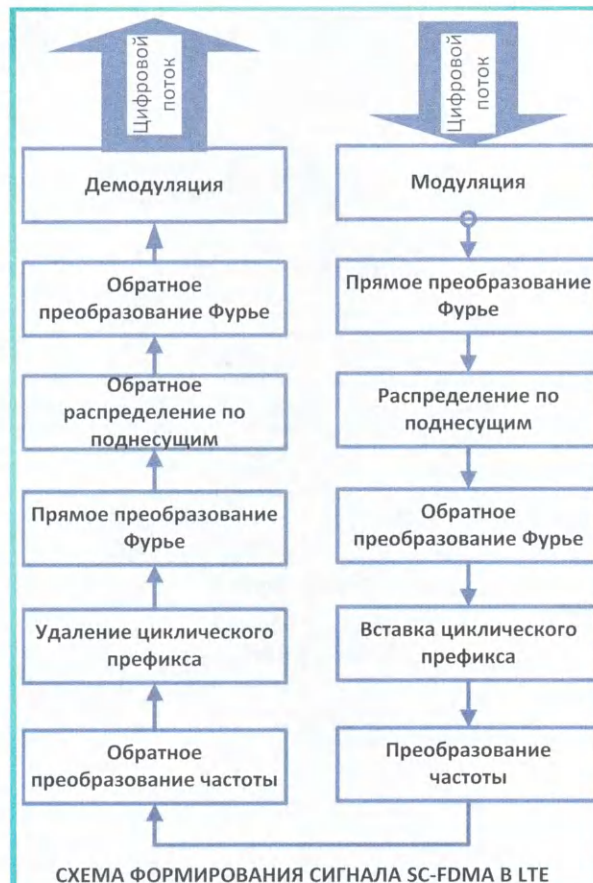 Цифровой
поток
Цифровой
поток
Демодуляция
Модуляция
Обратное
преобразование Фурье
Прямое преобразование
Фурье
Обратное
распределение по
поднесущим
Распределение по
поднесущим
Прямое преобразование
Фурье
Обратное
преобразование Фурье
Удаление циклического
префикса
Вставка циклического
префикса
Обратное
преобразование частоты
Преобразование
частоты
СХЕМА ФОРМИРОВАНИЯ СИГНАЛА SC-FDMA В LTE